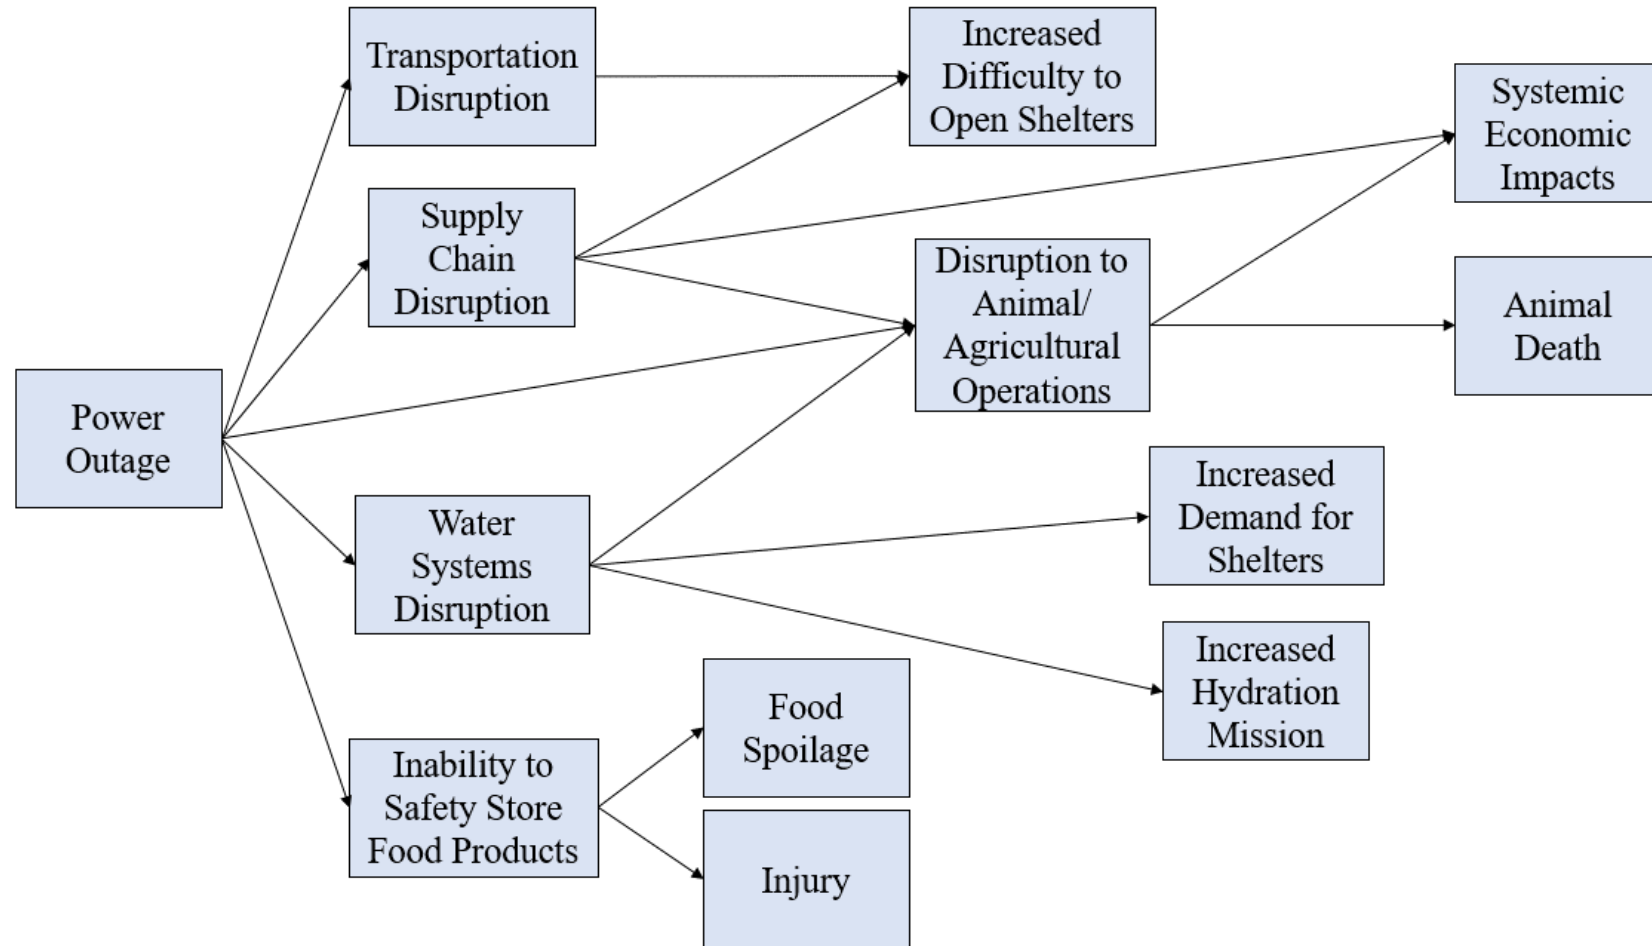 Transportation
Disruption
Increased
Difficulty to
Open Shelters
Systemic
Economic
Impacts
Supply
Chain
Disruption
Disruption to
Animal/
Agricultural
Operations
Animal
Death
Power
Outage
Water
Systems
Disruption
Increased
Demand for
Shelters
Increased
Hydration
Mission
Food
Spoilage
Inability to
Safety Store
Food Products
Injury